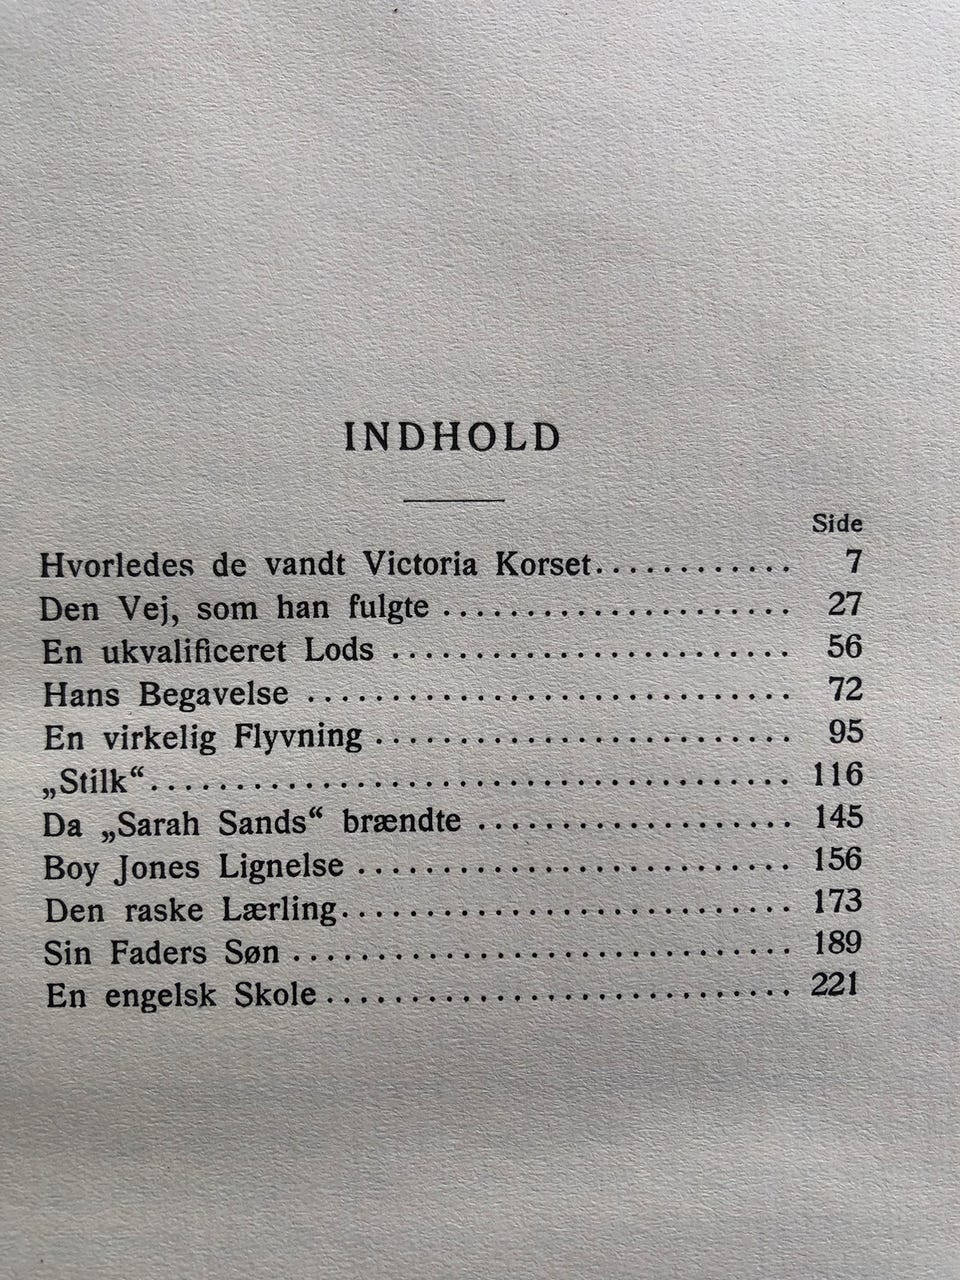 INDHOLD
Side
Hvorledes de vandt Victoria Korset............ 7
Den Vej, som han fulgte ..................... 27
En ukvalificeret Lods ........................ 56
Hans Begavelse ............................. 72
En virkelig Flyvning ......................... 95
„Stilk“....................................... 116
Da „Sarah Sands“ brændte ................... 145
Boy Jones Lignelse .......................... 156
Den raske Lærling........................... 173
Sin Faders Søn .............................. 189
En engelsk Skole............................ 221